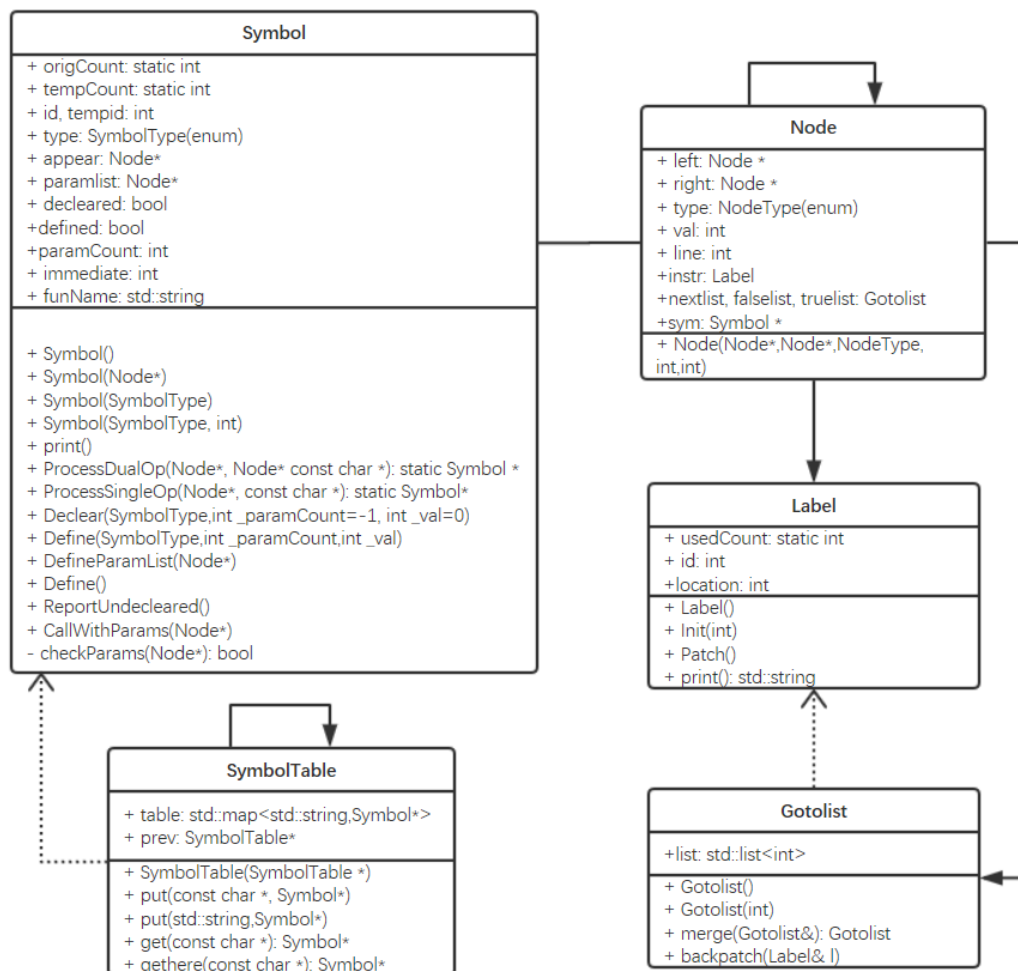 Symbol
+ origCount: static int
+ tempCount: static int
+ id, tempid: int
+ type: SymbolType(enum)
+ appear: Node*
+ paramlist: Node*
+ decleared: bool
+defined: bool
+paramCount: int
+ immediate: int
+ funName: std::string
+ Symbol()
+ Symbol(Node*)
+ Symbol(SymbolType)
+ Symbol(SymbolType, int)
+ print()
+ ProcessDualOp(Node*, Node* const char *): static Symbol *
+ ProcessSingleOp(Node*, const char *): static Symbol*
+ Declear(SymbolType,int _paramCount=-1, int _val=0)
+ Define(SymbolType,int _paramCount,int _val)
+ DefineParamList(Node*)
+ Define()
+ ReportUndecleared()
+ CallWithParams(Node*)
- checkParams(Node*): bool
Node
+ left: Node *
+ right: Node *
+ type: NodeType(enum)
+ val: int
+ line: int
+instr: Label
+nextlist, falselist, truelist: Gotolist
+sym: Symbol *
+ Node(Node*,Node*,NodeType,
int,int)
Label
+ usedCount: static int
+ id: int
+location: int
+ Label()
+ Init(int)
+ Patch()
+ print(): std::string
SymbolTable
+ table: std::map<std::string,Symbol*>
+ prev: SymbolTable*
+ SymbolTable(SymbolTable *)
+ put(const char *, Symbol*)
+ put(std::string,Symbol*)
+ get(const char *): Symbol*
+ gethere(const char *): Symbol*
Gotolist
+list: std::list<int>
+ Gotolist()
+ Gotolist(int)
+ merge(Gotolist&): Gotolist
+ backpatch(Label& l)